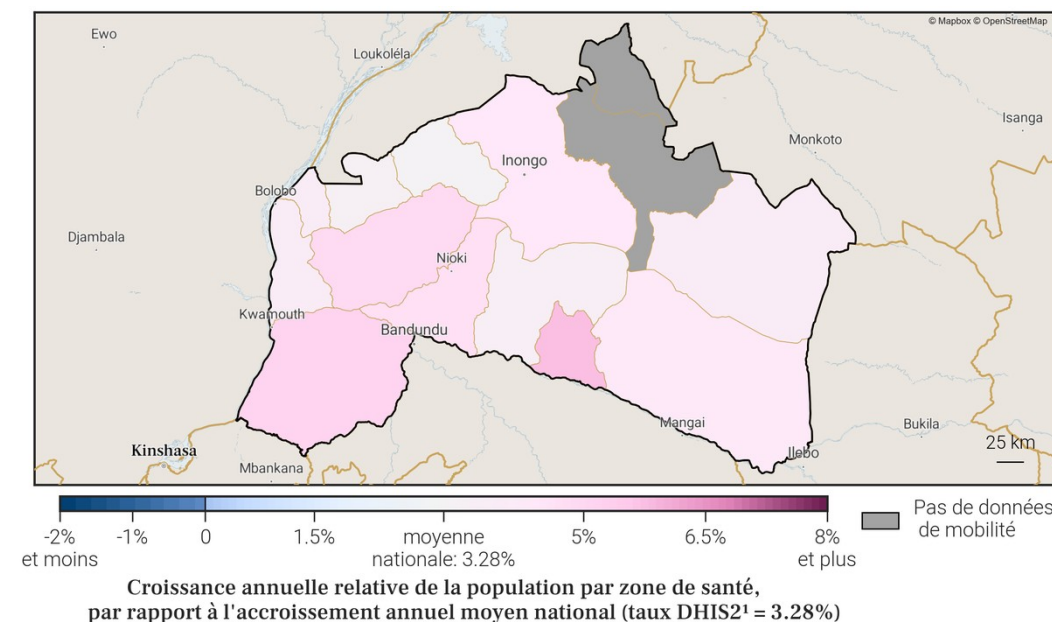 © Mapbox © OpenStreetMap
Ewo
Loukoléla
Isanga
Monkoto
Inongo
Bolobo
Djambala
Nioki
Kwamouth
Bandundu
Mangai
Bukila
Kinshasa
Ilebo
25 km
Mbankana
-2%
et moins
-1%
0
1.5%
moyenne
nationale: 3.28%
5%
6.5%
8%
et plus
Pas de données
de mobilité
Croissance annuelle relative de la population par zone de santé,
par rapport à l'accroissement annuel moyen national (taux DHIS2¹ = 3.28%)